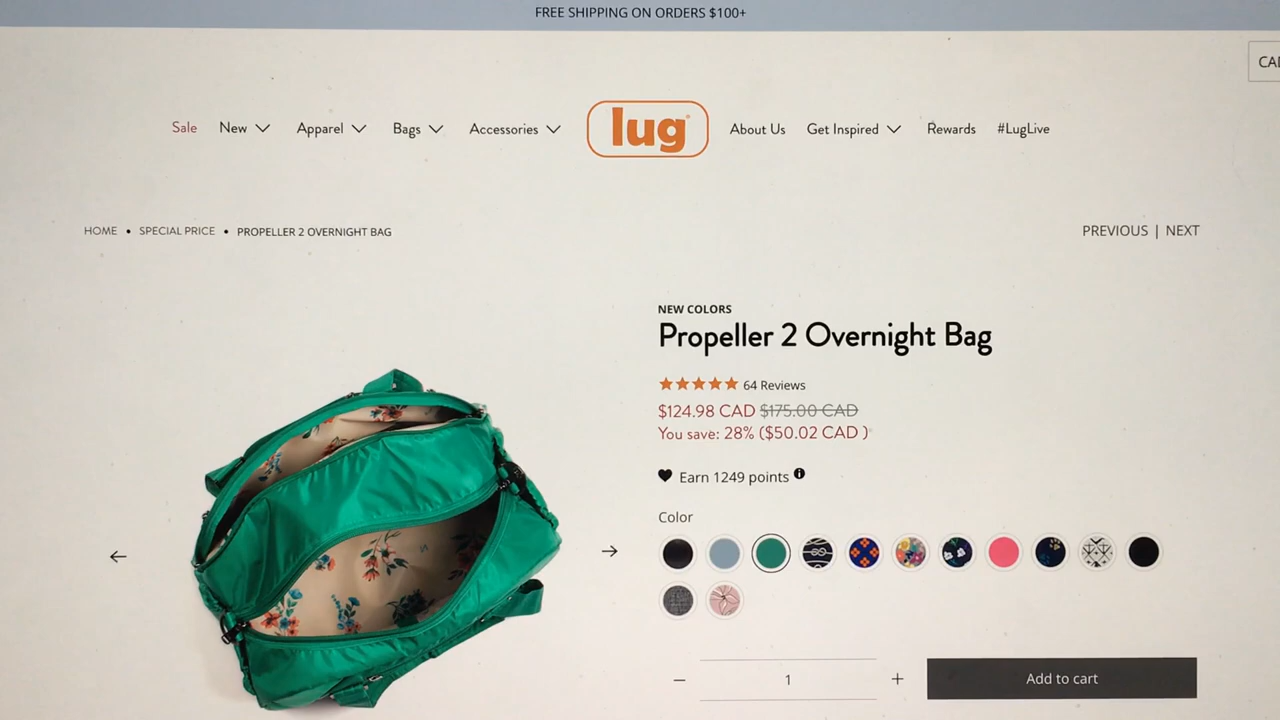 FREE SHIPPING ON ORDERS $100+
Sale New Apparel Bags Accessories lug About Us Get Inspired Rewards #LugLive
HOME • SPECIAL PRICE • PROPELLER 2 OVERNIGHT BAG
PREVIOUS | NEXT
NEW COLORS
Propeller 2 Overnight Bag
64 Reviews
$124.98 CAD $175.00 CAD
You save: 28% ($50.02 CAD )
Earn 1249 points
Color
− 1 + Add to cart